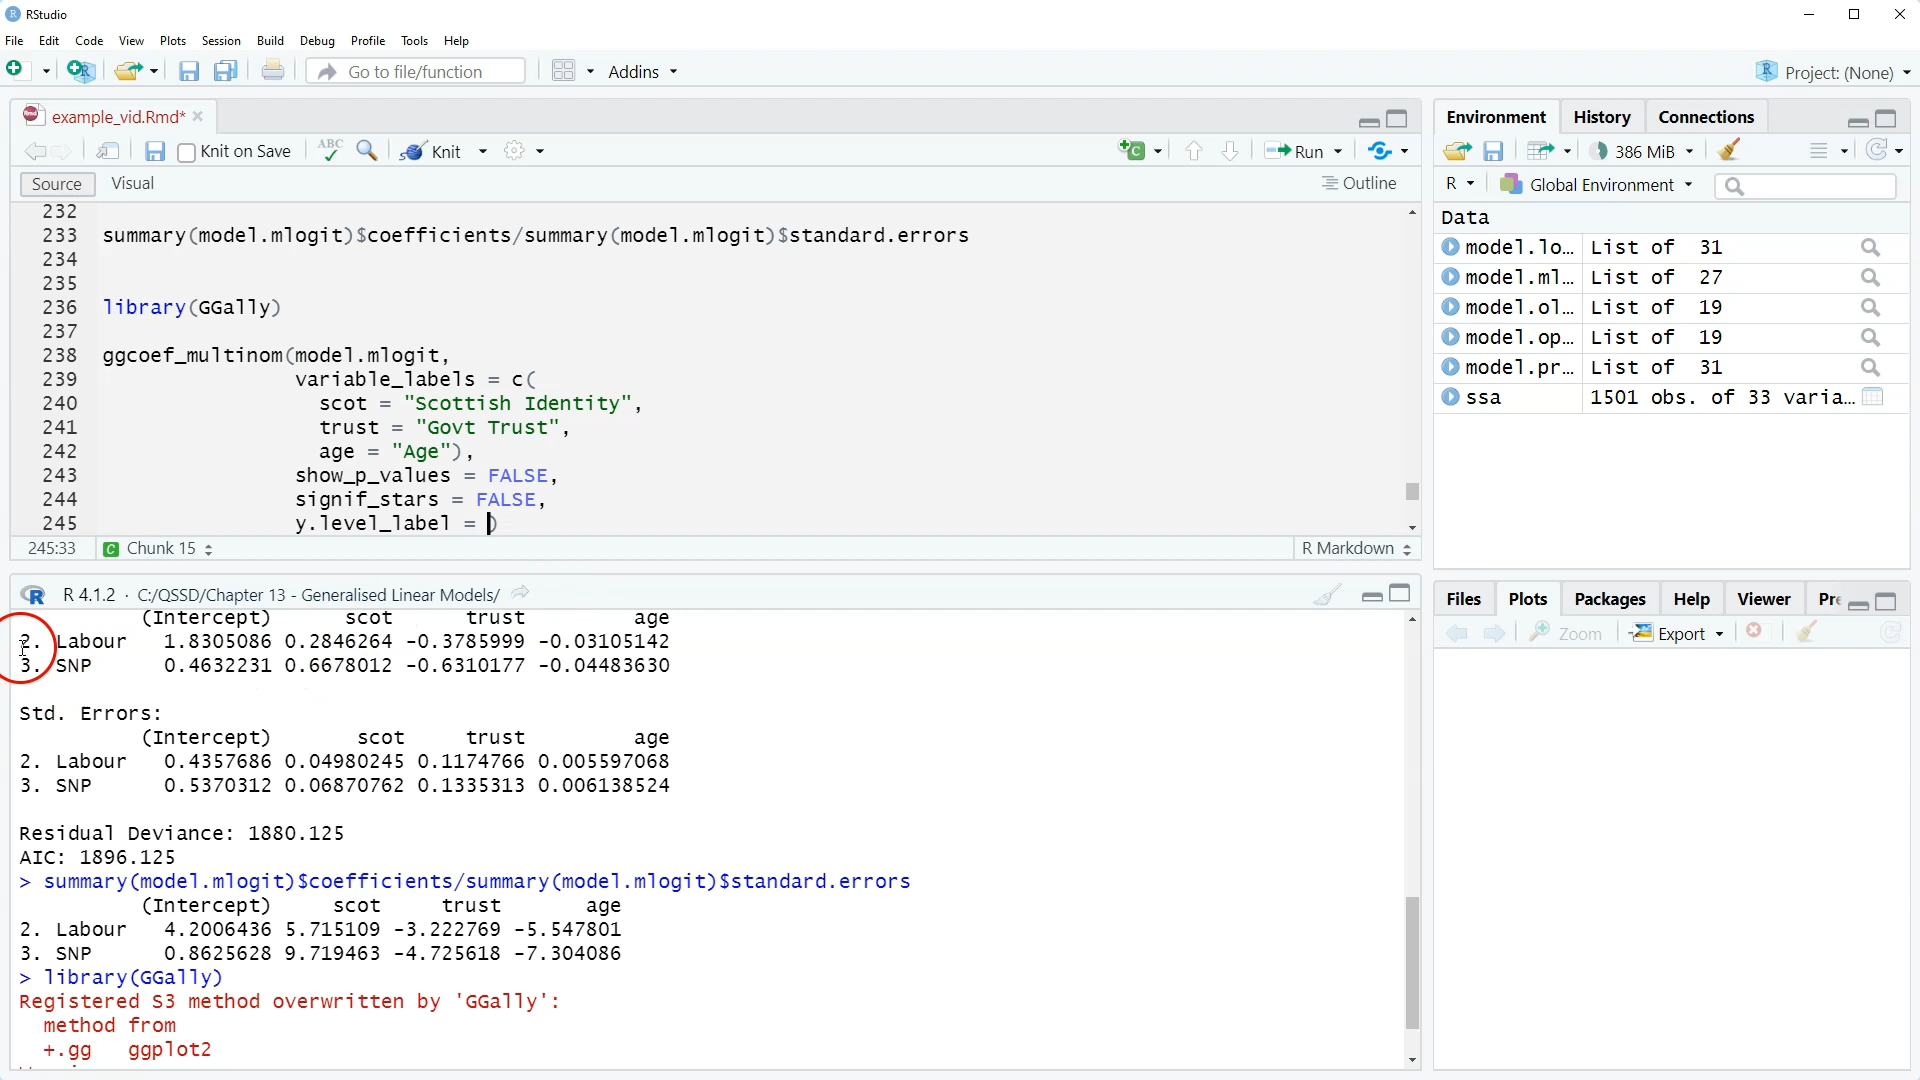 RStudio
File Edit Code View Plots Session Build Debug Profile Tools Help
Go to file/function Addins Project: (None)
example_vid.Rmd*
Knit on Save ABC Knit Run
Source Visual Outline
232
233 summary(model.mlogit)$coefficients/summary(model.mlogit)$standard.errors
234
235
236 library(GGally)
237
238 ggcoef_multinom(model.mlogit,
239 variable_labels = c(
240 scot = "Scottish Identity",
241 trust = "Govt Trust",
242 age = "Age"),
243 show_p_values = FALSE,
244 signif_stars = FALSE,
245 y.level_label = )
245:33 Chunk 15 R Markdown
R 4.1.2 · C:/QSSD/Chapter 13 - Generalised Linear Models/
(Intercept) scot trust age
2. Labour 1.8305086 0.2846264 -0.3785999 -0.03105142
3. SNP 0.4632231 0.6678012 -0.6310177 -0.04483630
Std. Errors:
(Intercept) scot trust age
2. Labour 0.4357686 0.04980245 0.1174766 0.005597068
3. SNP 0.5370312 0.06870762 0.1335313 0.006138524
Residual Deviance: 1880.125
AIC: 1896.125
> summary(model.mlogit)$coefficients/summary(model.mlogit)$standard.errors
(Intercept) scot trust age
2. Labour 4.2006436 5.715109 -3.222769 -5.547801
3. SNP 0.8625628 9.719463 -4.725618 -7.304086
> library(GGally)
Registered S3 method overwritten by 'GGally':
method from
+.gg ggplot2
Environment History Connections
386 MiB
R Global Environment
Data
model.lo… List of 31
model.ml… List of 27
model.ol… List of 19
model.op… List of 19
model.pr… List of 31
ssa 1501 obs. of 33 varia…
Files Plots Packages Help Viewer Pre
Zoom Export